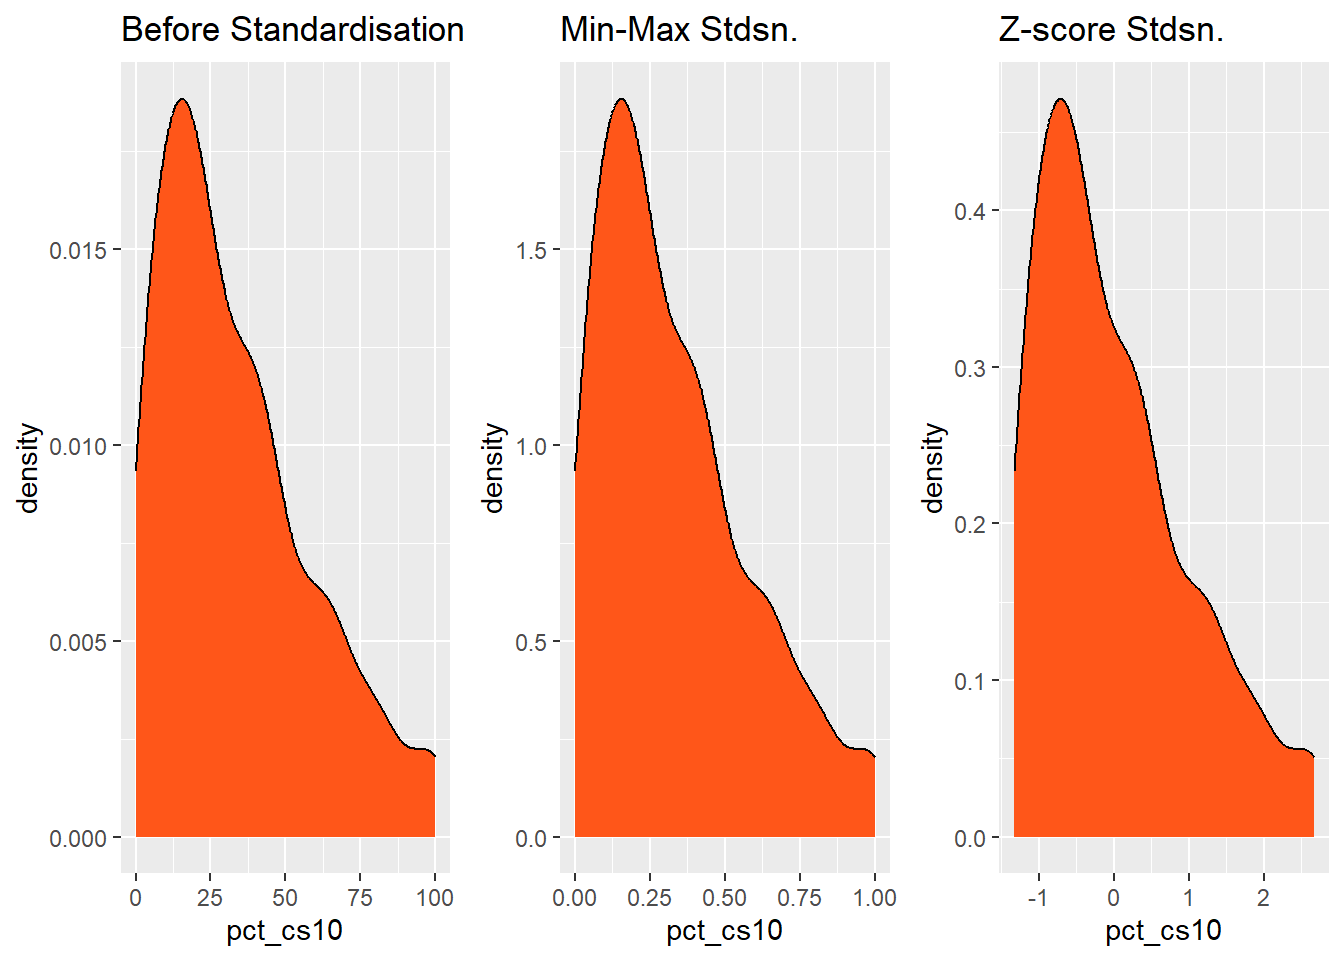 Before Standardisation
density
0.015
0.010
0.005
0.000
0 25 50 75 100
pct_cs10
Min-Max Stdsn.
density
1.5
1.0
0.5
0.0
0.00 0.25 0.50 0.75 1.00
pct_cs10
Z-score Stdsn.
density
0.4
0.3
0.2
0.1
0.0
-1 0 1 2
pct_cs10